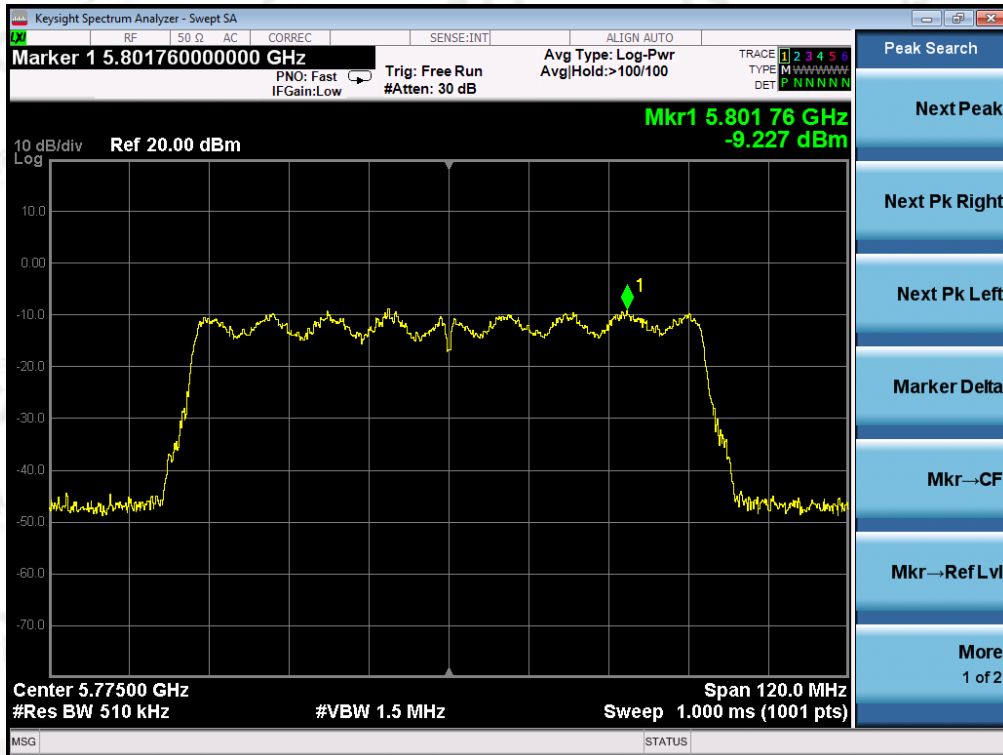 Keysight Spectrum Analyzer - Swept SA
LXI RF 50 Ω AC CORREC SENSE:INT ALIGN AUTO
Marker 1 5.801760000000 GHz
PNO: Fast
IFGain:Low
Trig: Free Run
#Atten: 30 dB
Avg Type: Log-Pwr
Avg|Hold:>100/100
TRACE 1 2 3 4 5 6
TYPE M WWWWW
DET P N N N N N
Mkr1 5.801 76 GHz
-9.227 dBm
10 dB/div Ref 20.00 dBm
Log
10.0
0.00
-10.0
-20.0
-30.0
-40.0
-50.0
-60.0
-70.0
1
Center 5.77500 GHz
Span 120.0 MHz
#Res BW 510 kHz
#VBW 1.5 MHz
Sweep 1.000 ms (1001 pts)
MSG
STATUS
Peak Search
Next Peak
Next Pk Right
Next Pk Left
Marker Delta
Mkr→CF
Mkr→Ref Lvl
More
1 of 2